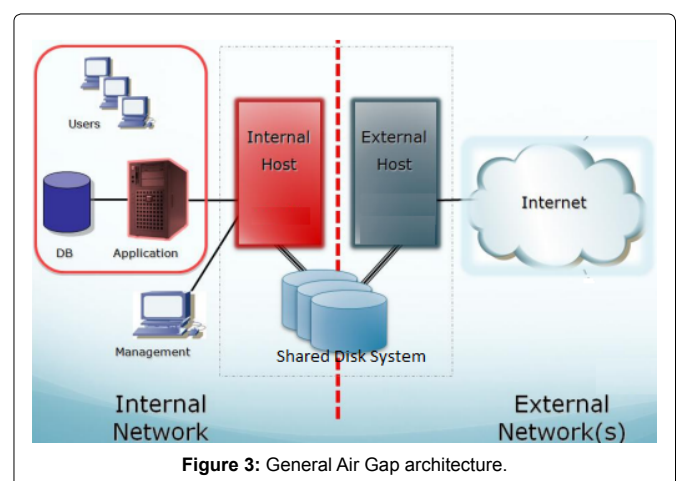 Users
DB
Application
Management
Internal
Host
External
Host
Internet
Shared Disk System
Internal
Network
External
Network(s)
Figure 3: General Air Gap architecture.